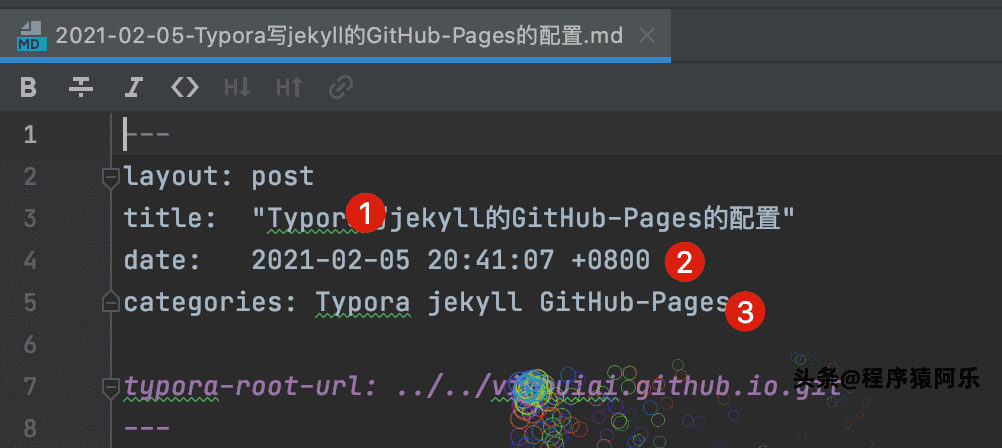 MD 2021-02-05-Typora写jekyll的GitHub-Pages的配置.md ×
B I <> H↓ H↑
1 ---
2 layout: post
3 title: "Typor 1 jekyll的GitHub-Pages的配置"
4 date: 2021-02-05 20:41:07 +0800 2
5 categories: Typora jekyll GitHub-Pages 3
6
7 typora-root-url: ../../ .github.io.git
头条@程序猿阿乐
8 ---